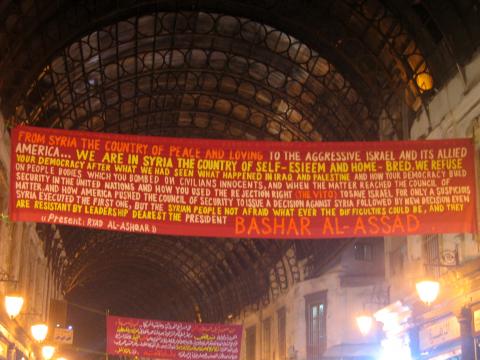 FROM SYRIA THE COUNTRY OF PEACE AND LOVING TO THE AGGRESSIVE ISRAEL AND ITS ALLIED
AMERICA... WE ARE IN SYRIA THE COUNTRY OF SELF-ESIEEM AND HOME-BRED.WE REFUSE
YOUR DEMOCRACY AFTER WHAT WE HAD SEEN WHAT HAPPENED IN IRAQ AND PALESTINE AND HOW YOUR DEMOCRACY BUILD
ON PEOPLE BODIES WHICH YOU BOMBED OUR CIVILIANS INNOCENTS, AND WHEN THE MATTER REACHED THE COUNCIL OF
SECURITY IN THE UNITED NATIONS AND HOW YOU USED THE REJSECTION RIGHT (THE VITO) TO SAVE ISRAEL FOR ONLY A DUSPICIOUS
MATTER, AND HOW AMERICA PUSHED THE COUNCIL OF SECURITY TO ISSUE A DECISION AGAINST SYRIA FOLLOWED BY NEW DECISION EVEN
SYRIA EXECUTED THE FIRST ONE, BUT THE SYRIAN PEOPLE NOT AFRAID WHAT EVER THE DIFFICULTIES COULD BE, AND THEY
ARE RESISTANT BY LEADERSHIP DEAREST THE PRESIDENT BASHAR AL-ASSAD
((Present: RYAD AL-ASHQAR))